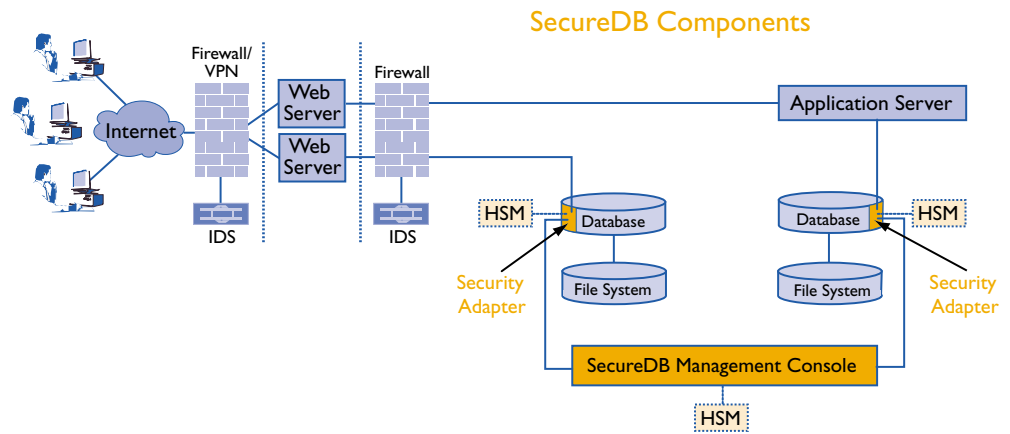 SecureDB Components
Firewall/
VPN
Firewall
Web
Server
Application Server
Internet
Web
Server
HSM
Database
Database
HSM
IDS
IDS
Security
Adapter
File System
File System
Security
Adapter
SecureDB Management Console
HSM